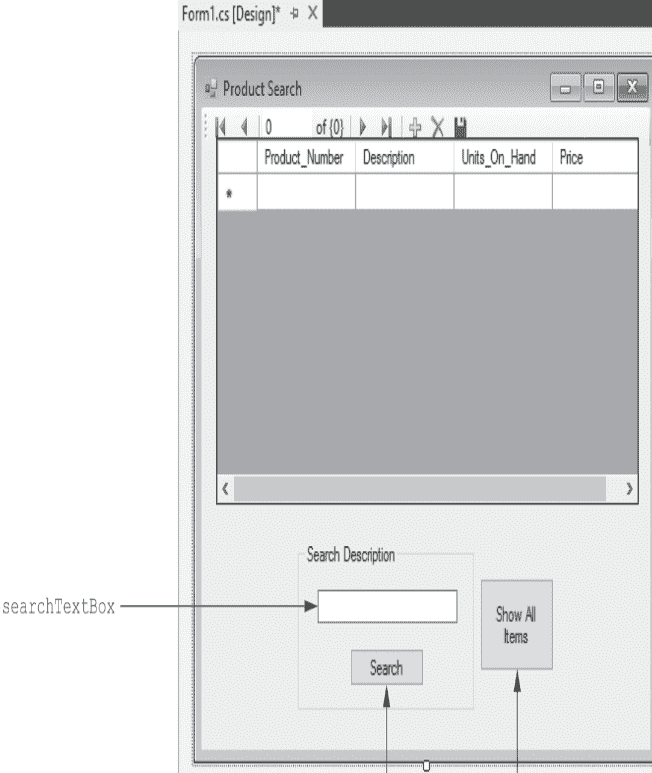 Form1.cs [Design]*
Product Search
0 of {0}
Product_Number Description Units_On_Hand Price
*
Search Description
searchTextBox
Show All
Items
Search